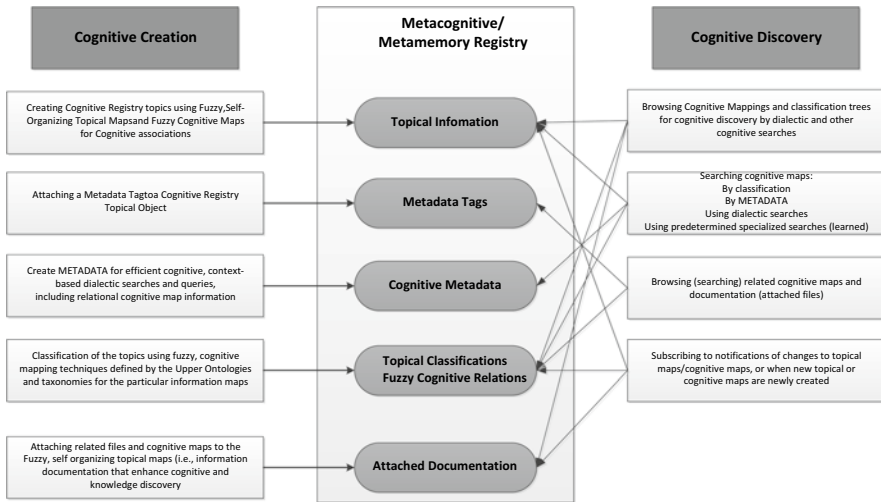 Cognitive Creation
Creating Cognitive Registry topics using Fuzzy,Self-
Organizing Topical Mapsand Fuzzy Cognitive Maps
for Cognitive associations
Attaching a Metadata Tagtoa Cognitive Registry
Topical Object
Create METADATA for efficient cognitive, context-
based dialectic searches and queries,
including relational cognitive map information
Classification of the topics using fuzzy, cognitive
mapping techniques defined by the Upper Ontologies
and taxonomies for the particular information maps
Attaching related files and cognitive maps to the
Fuzzy, self organizing topical maps (i.e., information
documentation that enhance cognitive and
knowledge discovery
Metacognitive/
Metamemory Registry
Topical Infomation
Metadata Tags
Cognitive Metadata
Topical Classifications
Fuzzy Cognitive Relations
Attached Documentation
Cognitive Discovery
Browsing Cognitive Mappings and classification trees
for cognitive discovery by dialectic and other
cognitive searches
Searching cognitive maps:
By classification
By METADATA
Using dialectic searches
Using predetermined specialized searches (learned)
Browsing (searching) related cognitive maps and
documentation (attached files)
Subscribing to notifications of changes to topical
maps/cognitive maps, or when new topical or
cognitive maps are newly created